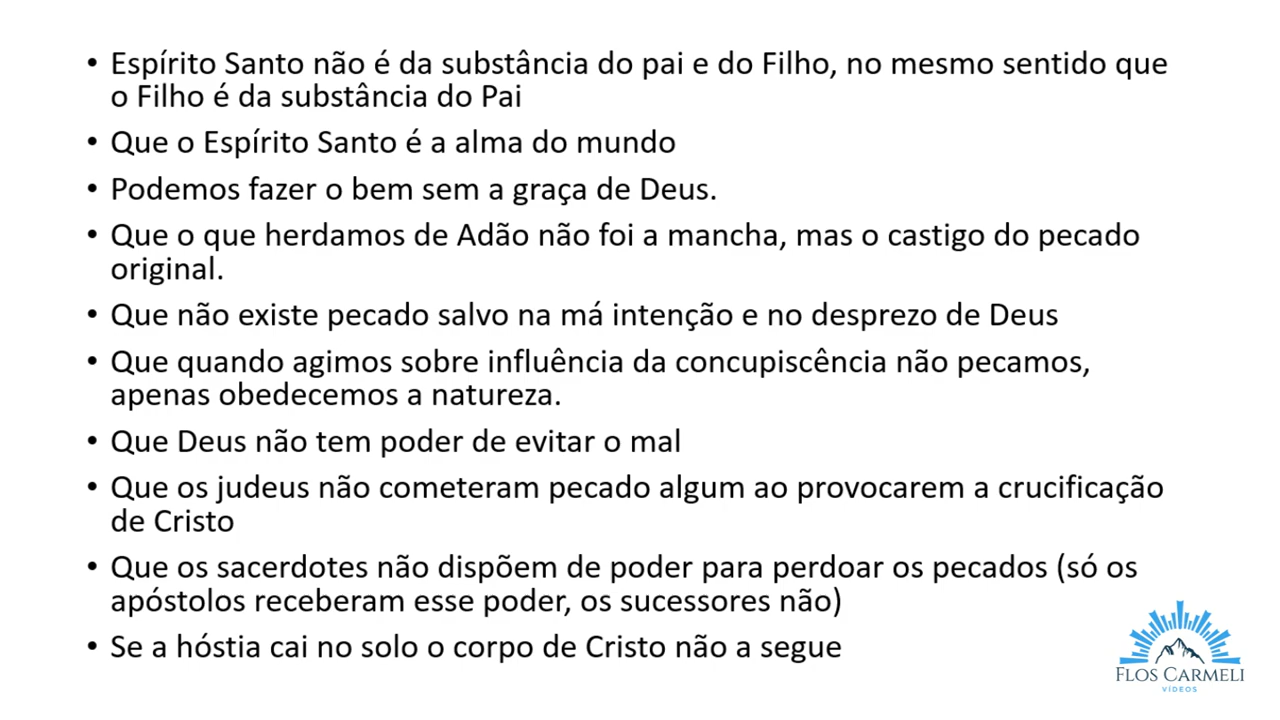 • Espírito Santo não é da substância do pai e do Filho, no mesmo sentido que
o Filho é da substância do Pai
• Que o Espírito Santo é a alma do mundo
• Podemos fazer o bem sem a graça de Deus.
• Que o que herdamos de Adão não foi a mancha, mas o castigo do pecado
original.
• Que não existe pecado salvo na má intenção e no desprezo de Deus
• Que quando agimos sobre influência da concupiscência não pecamos,
apenas obedecemos a natureza.
• Que Deus não tem poder de evitar o mal
• Que os judeus não cometeram pecado algum ao provocarem a crucificação
de Cristo
• Que os sacerdotes não dispõem de poder para perdoar os pecados (só os
apóstolos receberam esse poder, os sucessores não)
• Se a hóstia cai no solo o corpo de Cristo não a segue
FLOS CARMELI
VÍDEOS